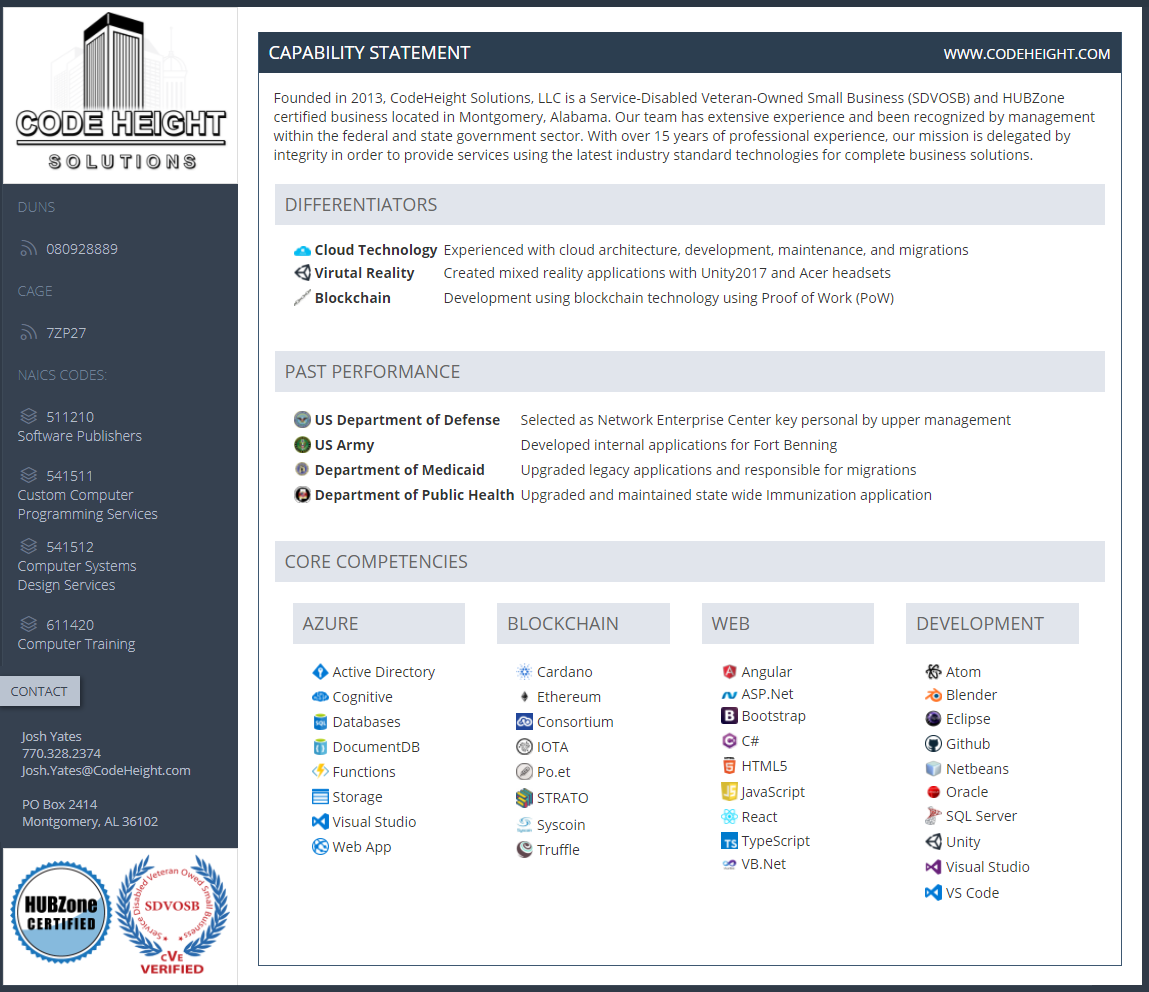 CODE HEIGHT
SOLUTIONS
DUNS
080928889
CAGE
7ZP27
NAICS CODES:
511210
Software Publishers
541511
Custom Computer
Programming Services
541512
Computer Systems
Design Services
611420
Computer Training
CONTACT
Josh Yates
770.328.2374
Josh.Yates@CodeHeight.com
PO Box 2414
Montgomery, AL 36102
HUBZone
CERTIFIED
Service Disabled Veteran Owed Small Business
SDVOSB
CVE
VERIFIED
CAPABILITY STATEMENT WWW.CODEHEIGHT.COM
Founded in 2013, CodeHeight Solutions, LLC is a Service-Disabled Veteran-Owned Small Business (SDVOSB) and HUBZone
certified business located in Montgomery, Alabama. Our team has extensive experience and been recognized by management
within the federal and state government sector. With over 15 years of professional experience, our mission is delegated by
integrity in order to provide services using the latest industry standard technologies for complete business solutions.
DIFFERENTIATORS
Cloud Technology Experienced with cloud architecture, development, maintenance, and migrations
Virutal Reality Created mixed reality applications with Unity2017 and Acer headsets
Blockchain Development using blockchain technology using Proof of Work (PoW)
PAST PERFORMANCE
US Department of Defense Selected as Network Enterprise Center key personal by upper management
US Army Developed internal applications for Fort Benning
Department of Medicaid Upgraded legacy applications and responsible for migrations
Department of Public Health Upgraded and maintained state wide Immunization application
CORE COMPETENCIES
AZURE
Active Directory
Cognitive
Databases
DocumentDB
Functions
Storage
Visual Studio
Web App
BLOCKCHAIN
Cardano
Ethereum
Consortium
IOTA
Po.et
STRATO
Syscoin
Truffle
WEB
Angular
ASP.Net
Bootstrap
C#
HTML5
JavaScript
React
TypeScript
VB.Net
DEVELOPMENT
Atom
Blender
Eclipse
Github
Netbeans
Oracle
SQL Server
Unity
Visual Studio
VS Code